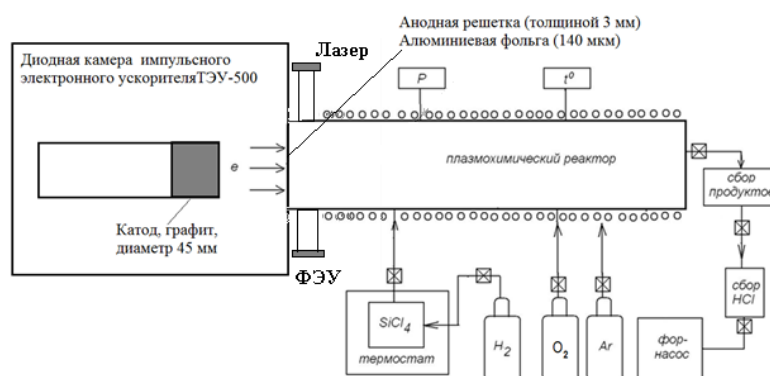 Диодная камера импульсного
электронного ускорителяТЭУ-500
Лазер
Анодная решетка (толщиной 3 мм)
Алюминиевая фольга (140 мкм)
P
t°
e
плазмохимический реактор
Катод, графит,
диаметр 45 мм
ФЭУ
сбор
продуктов
SiCl4
термостат
H2
O2
Ar
сбор
HCl
фор-
насос